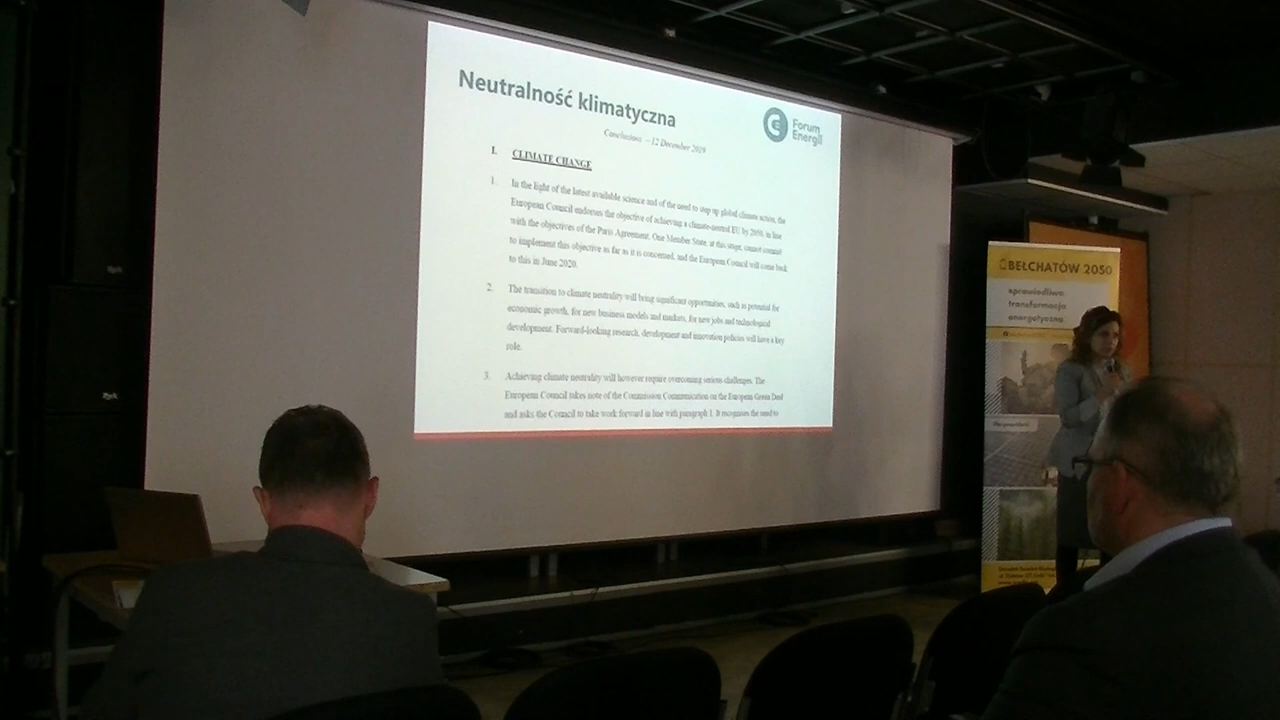 Neutralność klimatyczna
Forum
Energii
Conclusions – 12 December 2019
I. CLIMATE CHANGE
1. In the light of the latest available science and of the need to step up global climate action, the
European Council endorses the objective of achieving a climate-neutral EU by 2050, in line
with the objectives of the Paris Agreement. One Member State, at this stage, cannot commit
to implement this objective as far as it is concerned, and the European Council will come back
to this in June 2020.
2. The transition to climate neutrality will bring significant opportunities, such as potential for
economic growth, for new business models and markets, for new jobs and technological
development. Forward-looking research, development and innovation policies will have a key
role.
3. Achieving climate neutrality will however require overcoming serious challenges. The
European Council takes note of the Commission Communication on the European Green Deal
and asks the Council to take work forward in line with paragraph 1. It recognises the need to
BEŁCHATÓW 2050
sprawiedliwa
transformacja
energetyczna